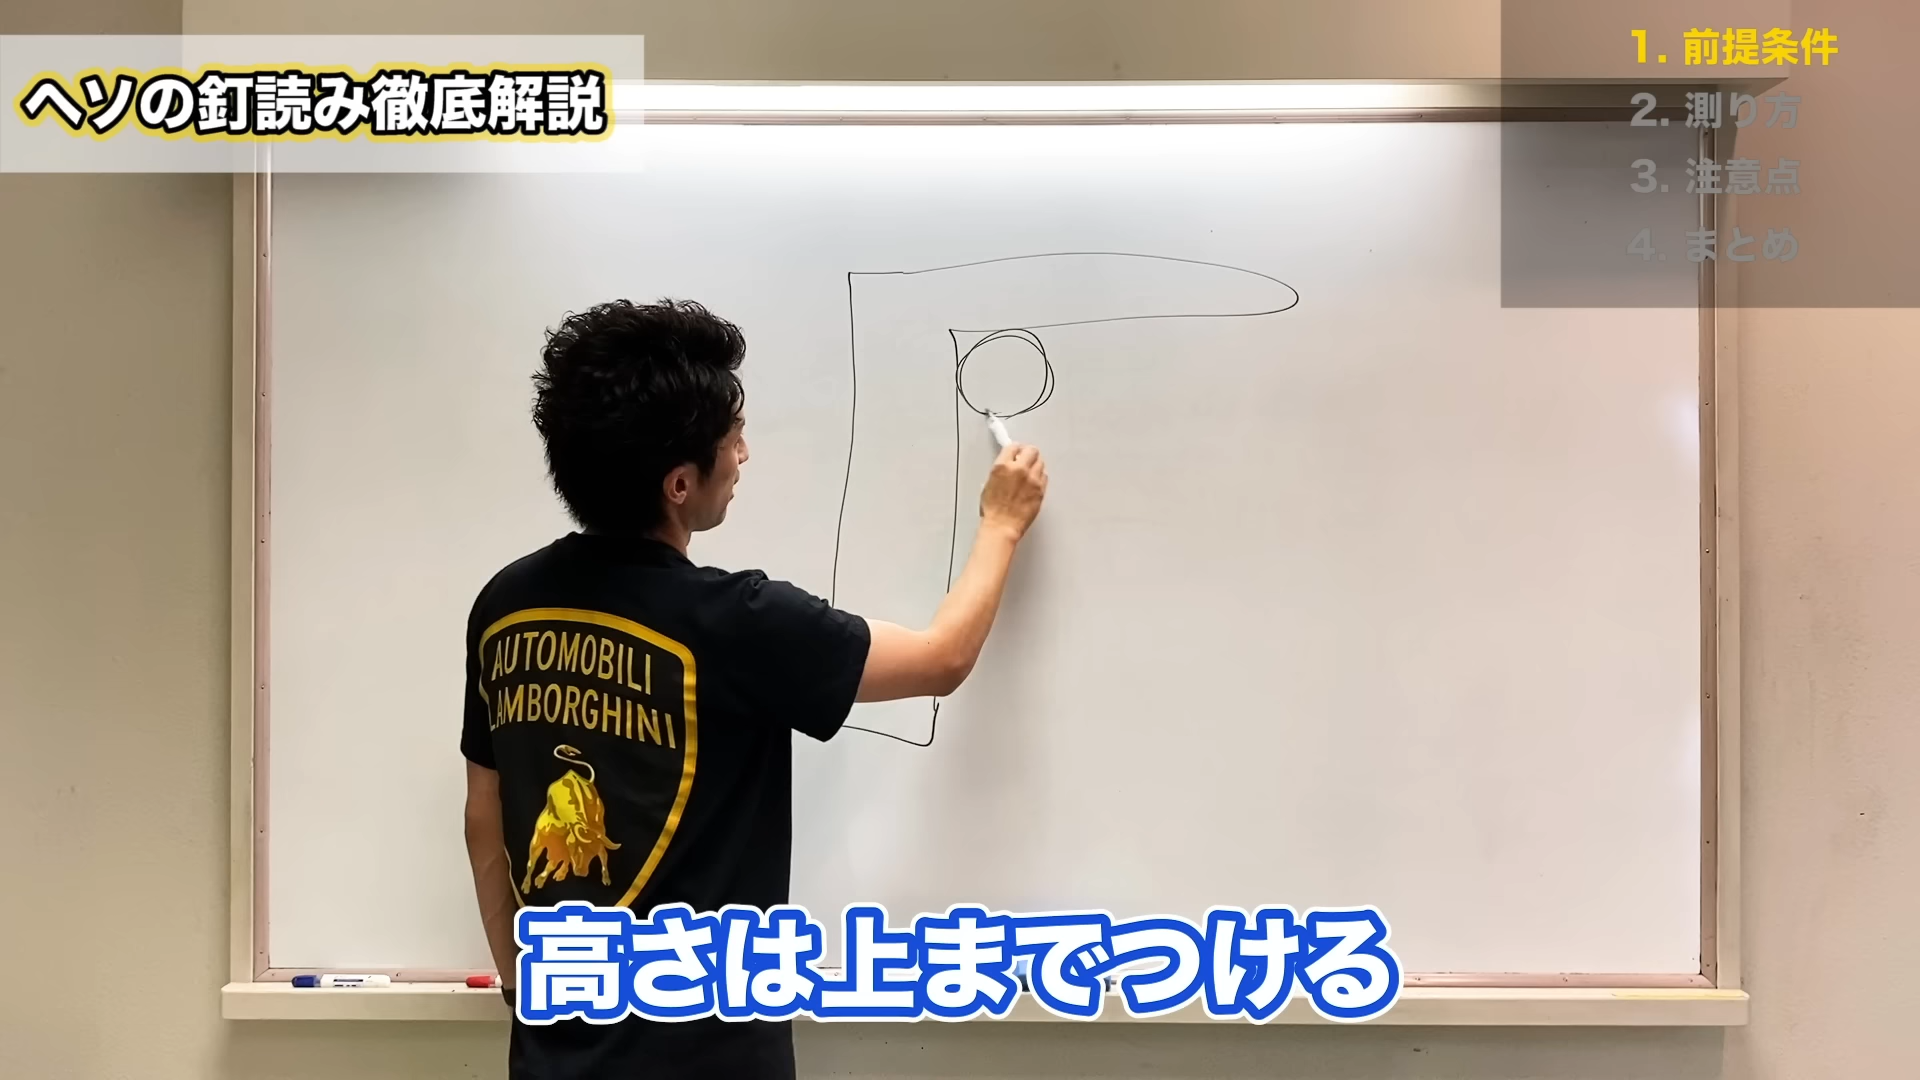 ヘソの釘読み徹底解説
1. 前提条件
2. 測り方
3. 注意点
4. まとめ
AUTOMOBILI
LAMBORGHINI
高さは上までつける